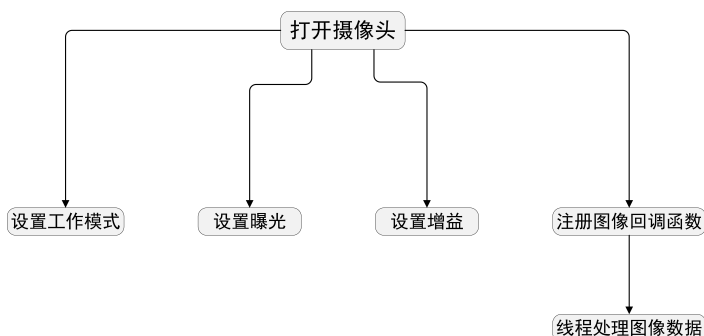 打开摄像头
设置工作模式
设置曝光
设置增益
注册图像回调函数
线程处理图像数据